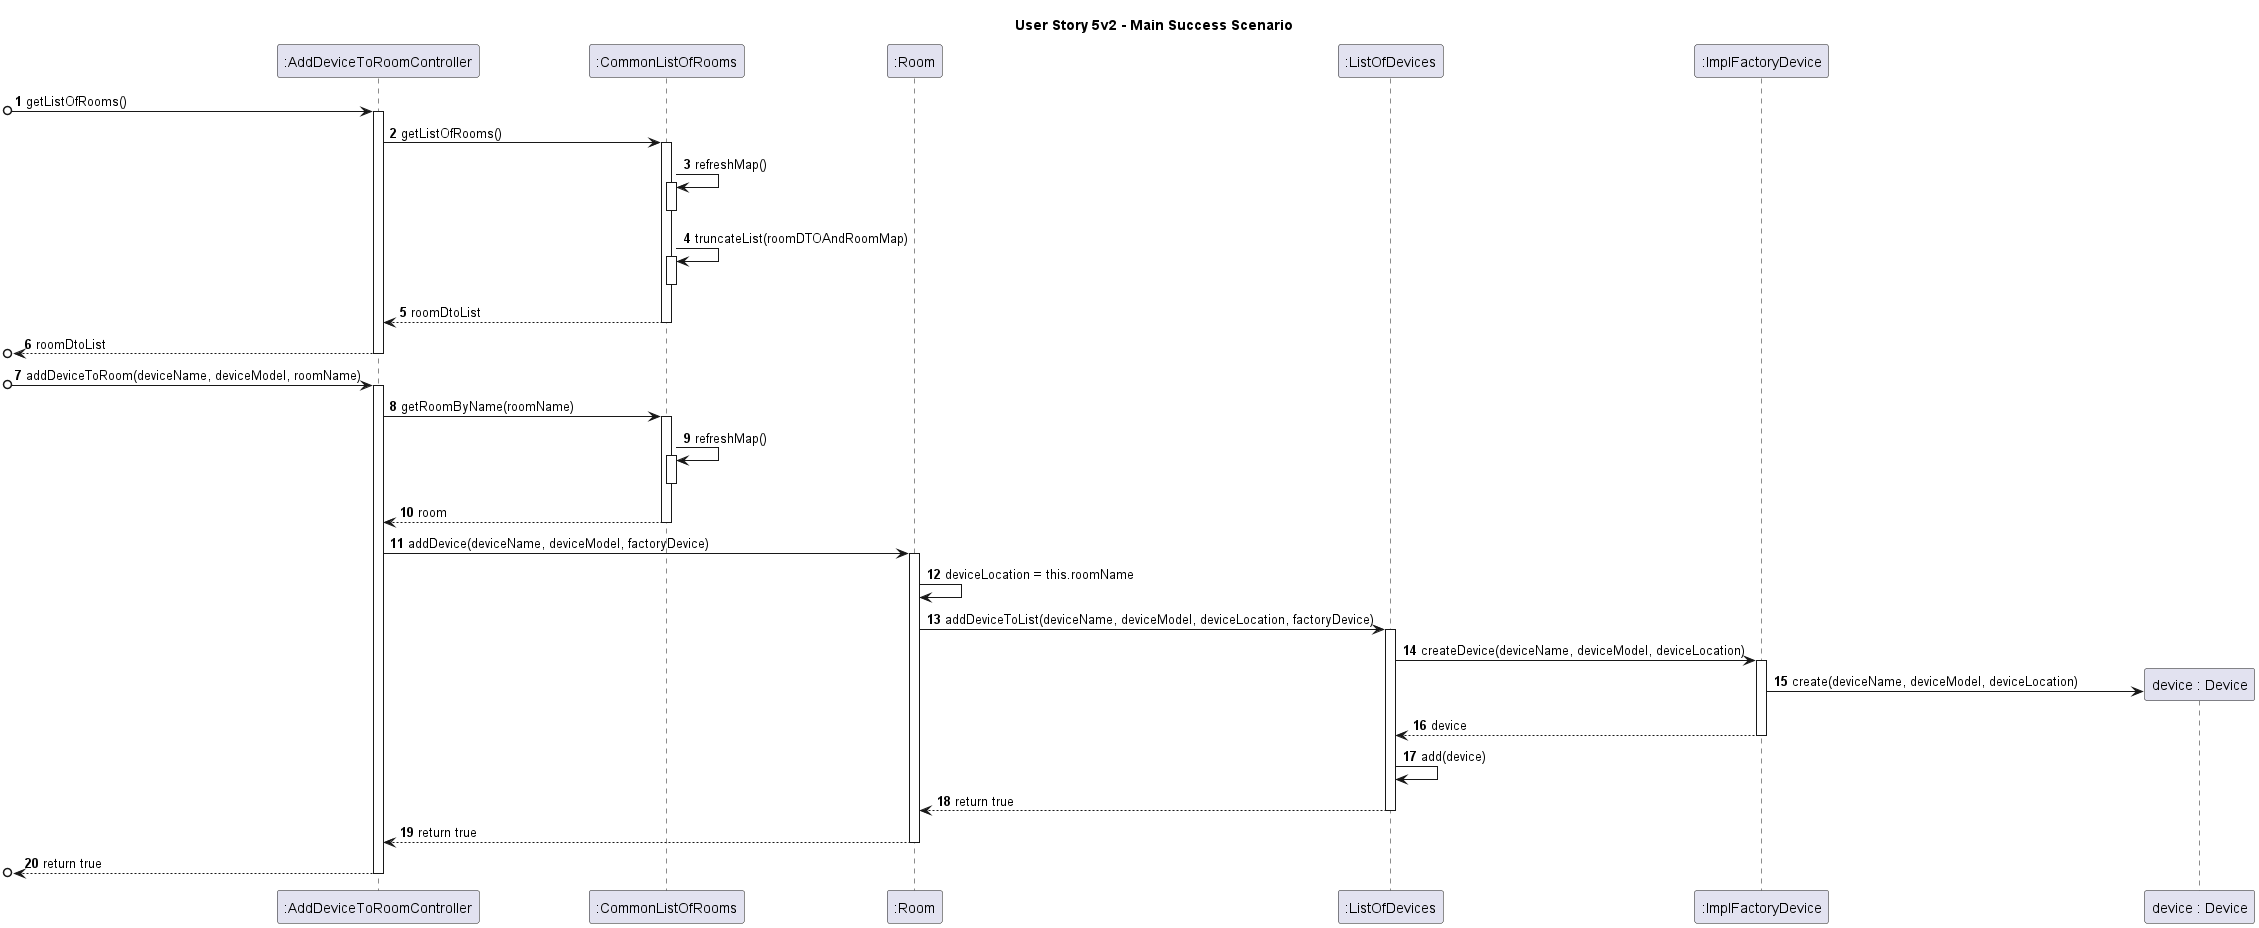 User Story 5v2 - Main Success Scenario
:AddDeviceToRoomController
:CommonListOfRooms
:Room
:ListOfDevices
:ImplFactoryDevice
1 getListOfRooms()
2 getListOfRooms()
3 refreshMap()
4 truncateList(roomDTOAndRoomMap)
5 roomDtoList
6 roomDtoList
7 addDeviceToRoom(deviceName, deviceModel, roomName)
8 getRoomByName(roomName)
9 refreshMap()
10 room
11 addDevice(deviceName, deviceModel, factoryDevice)
12 deviceLocation = this.roomName
13 addDeviceToList(deviceName, deviceModel, deviceLocation, factoryDevice)
14 createDevice(deviceName, deviceModel, deviceLocation)
15 create(deviceName, deviceModel, deviceLocation)
device : Device
16 device
17 add(device)
18 return true
19 return true
20 return true
:AddDeviceToRoomController
:CommonListOfRooms
:Room
:ListOfDevices
:ImplFactoryDevice
device : Device